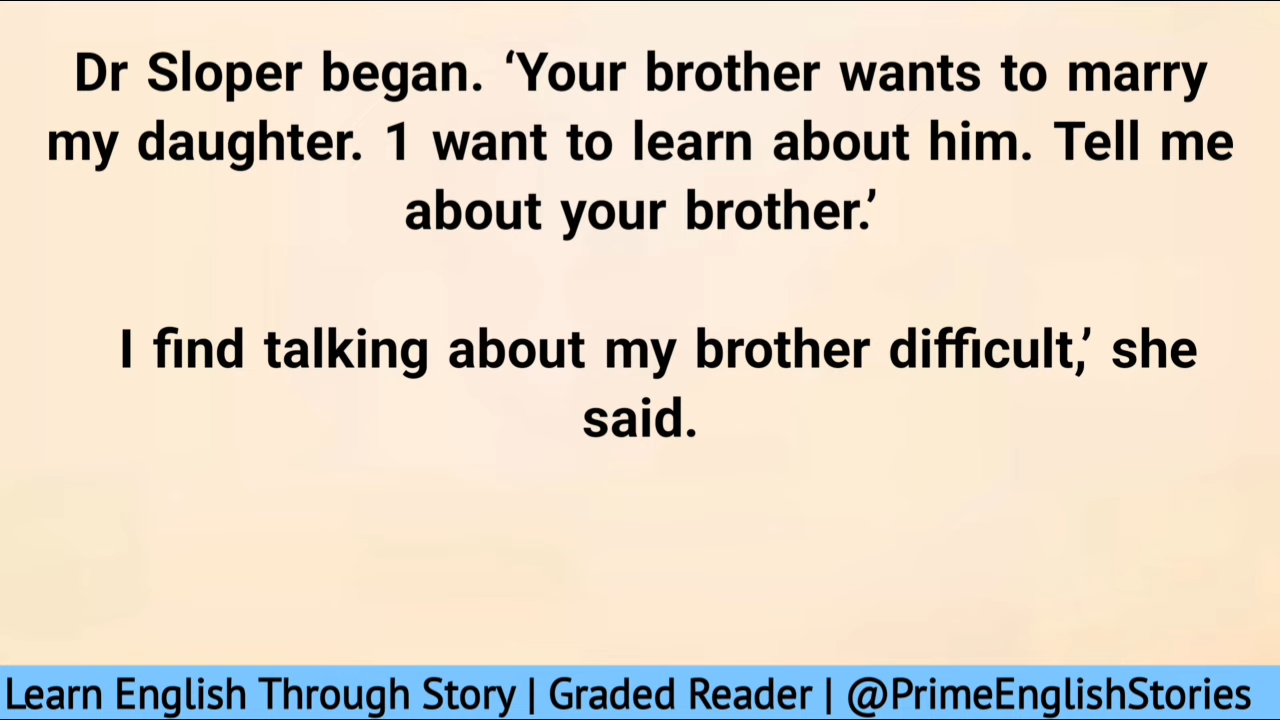 Dr Sloper began. ‘Your brother wants to marry
my daughter. 1 want to learn about him. Tell me
about your brother.’
I find talking about my brother difficult,’ she
said.
Learn English Through Story | Graded Reader | @PrimeEnglishStories